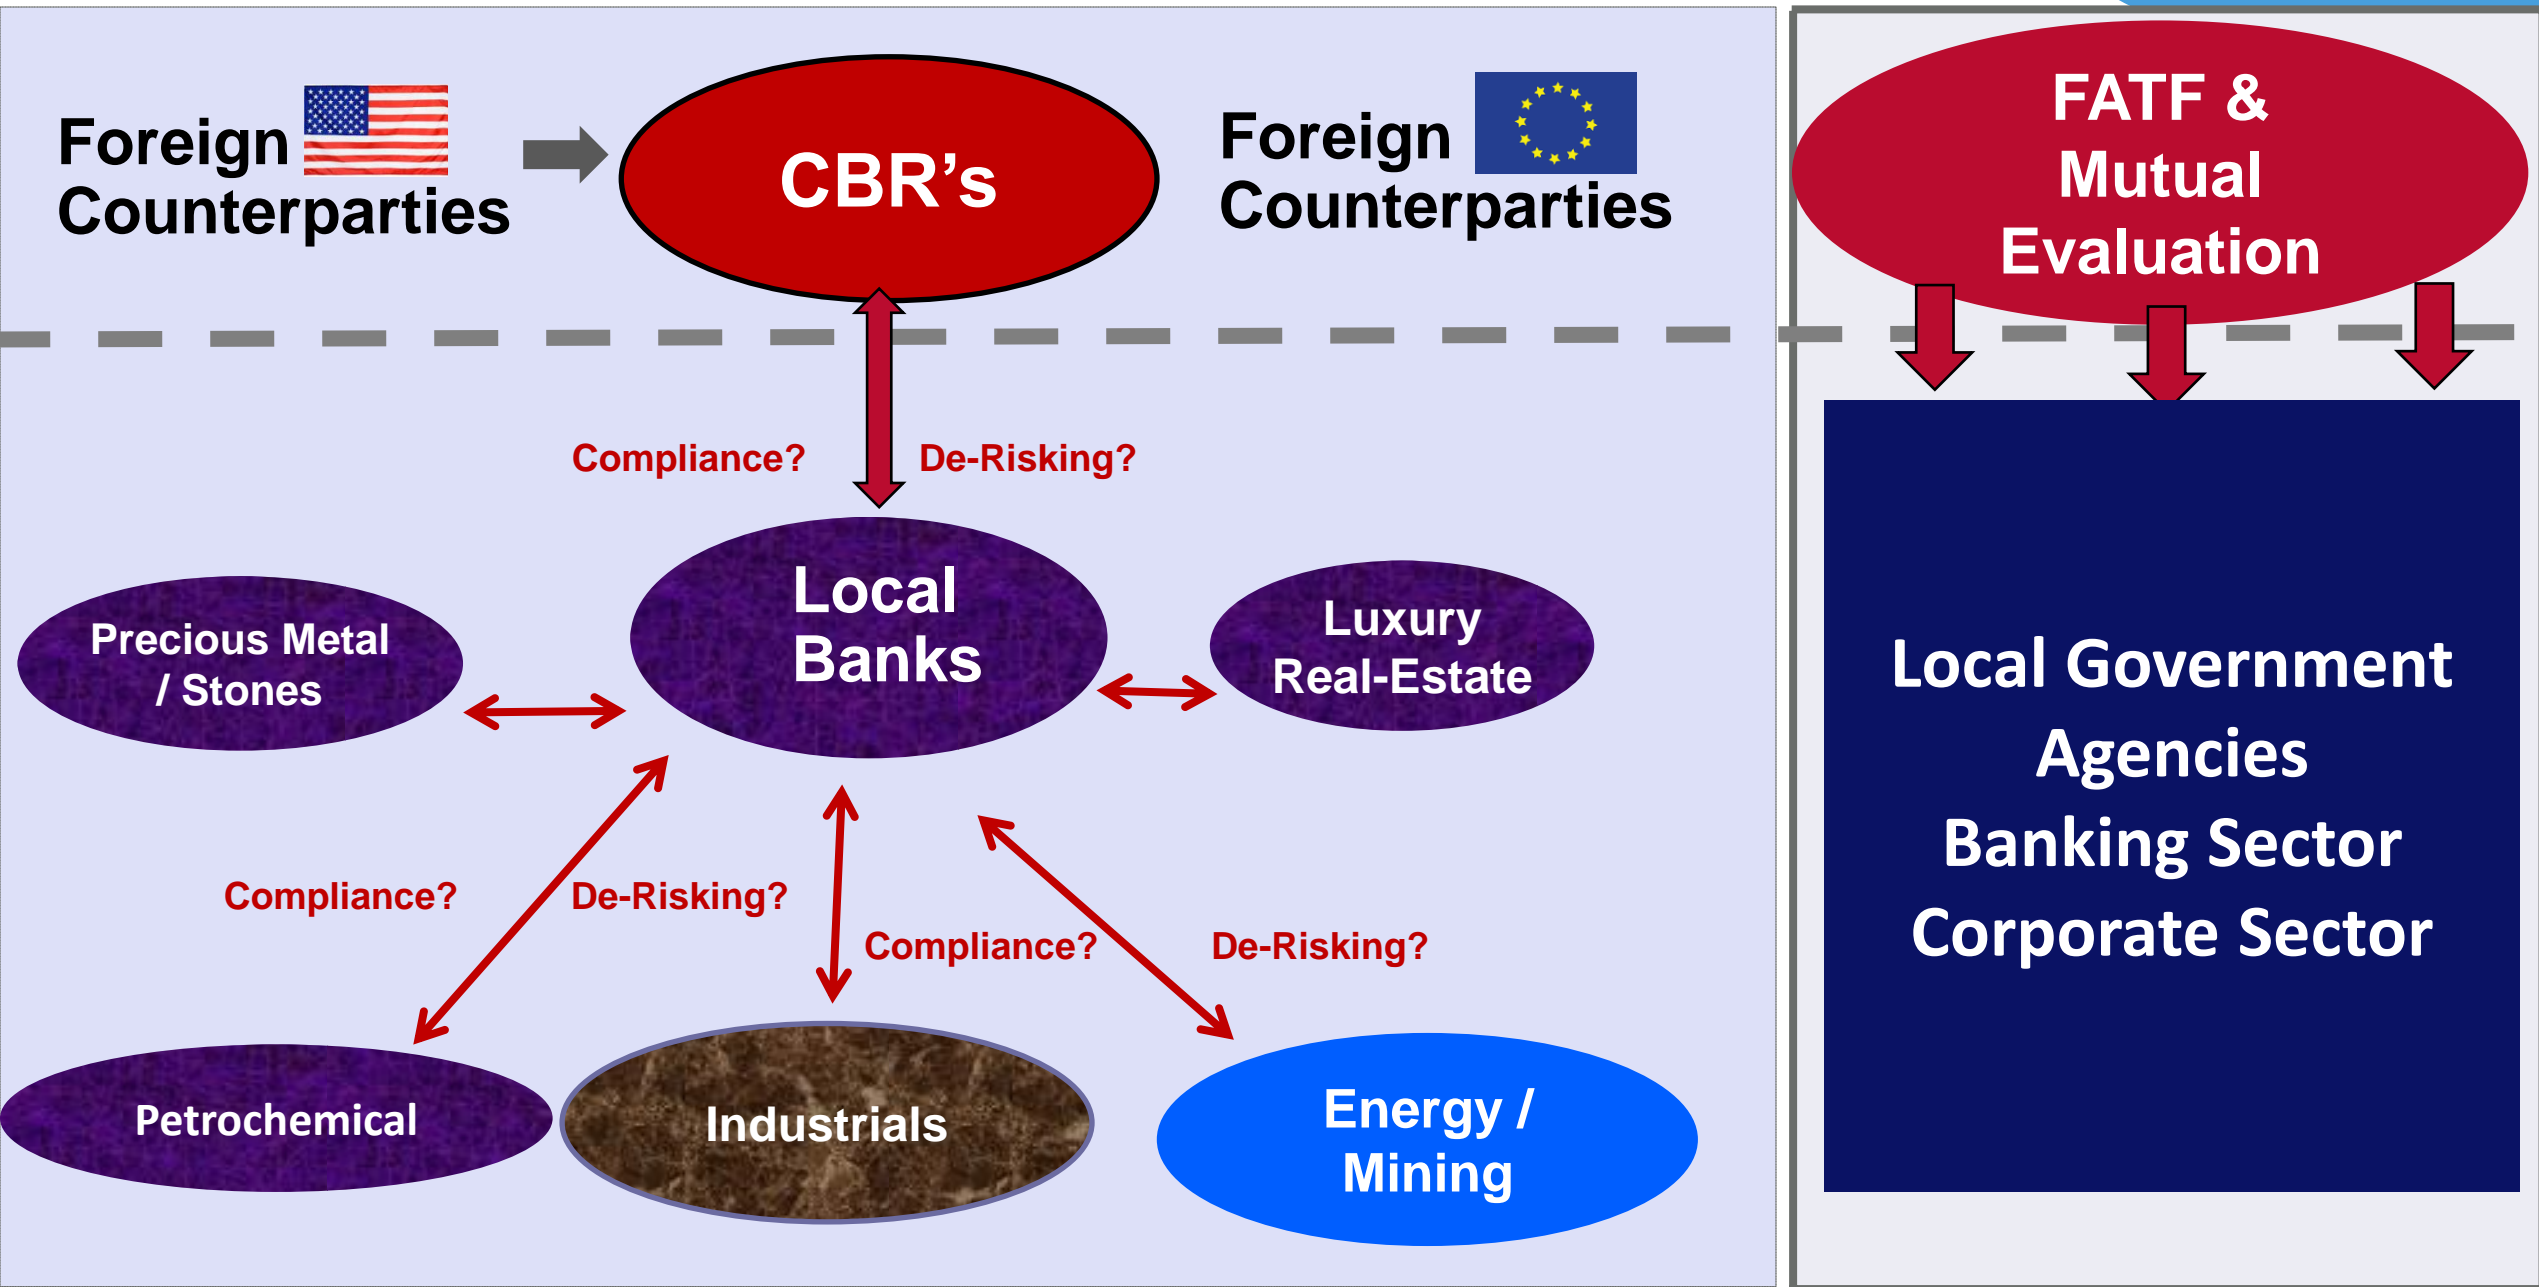 Foreign
Counterparties
CBR’s
Foreign
Counterparties
FATF &
Mutual
Evaluation
Compliance?
De-Risking?
Local
Banks
Precious Metal
/ Stones
Luxury
Real-Estate
Compliance?
De-Risking?
Compliance?
De-Risking?
Petrochemical
Industrials
Energy /
Mining
Local Government
Agencies
Banking Sector
Corporate Sector